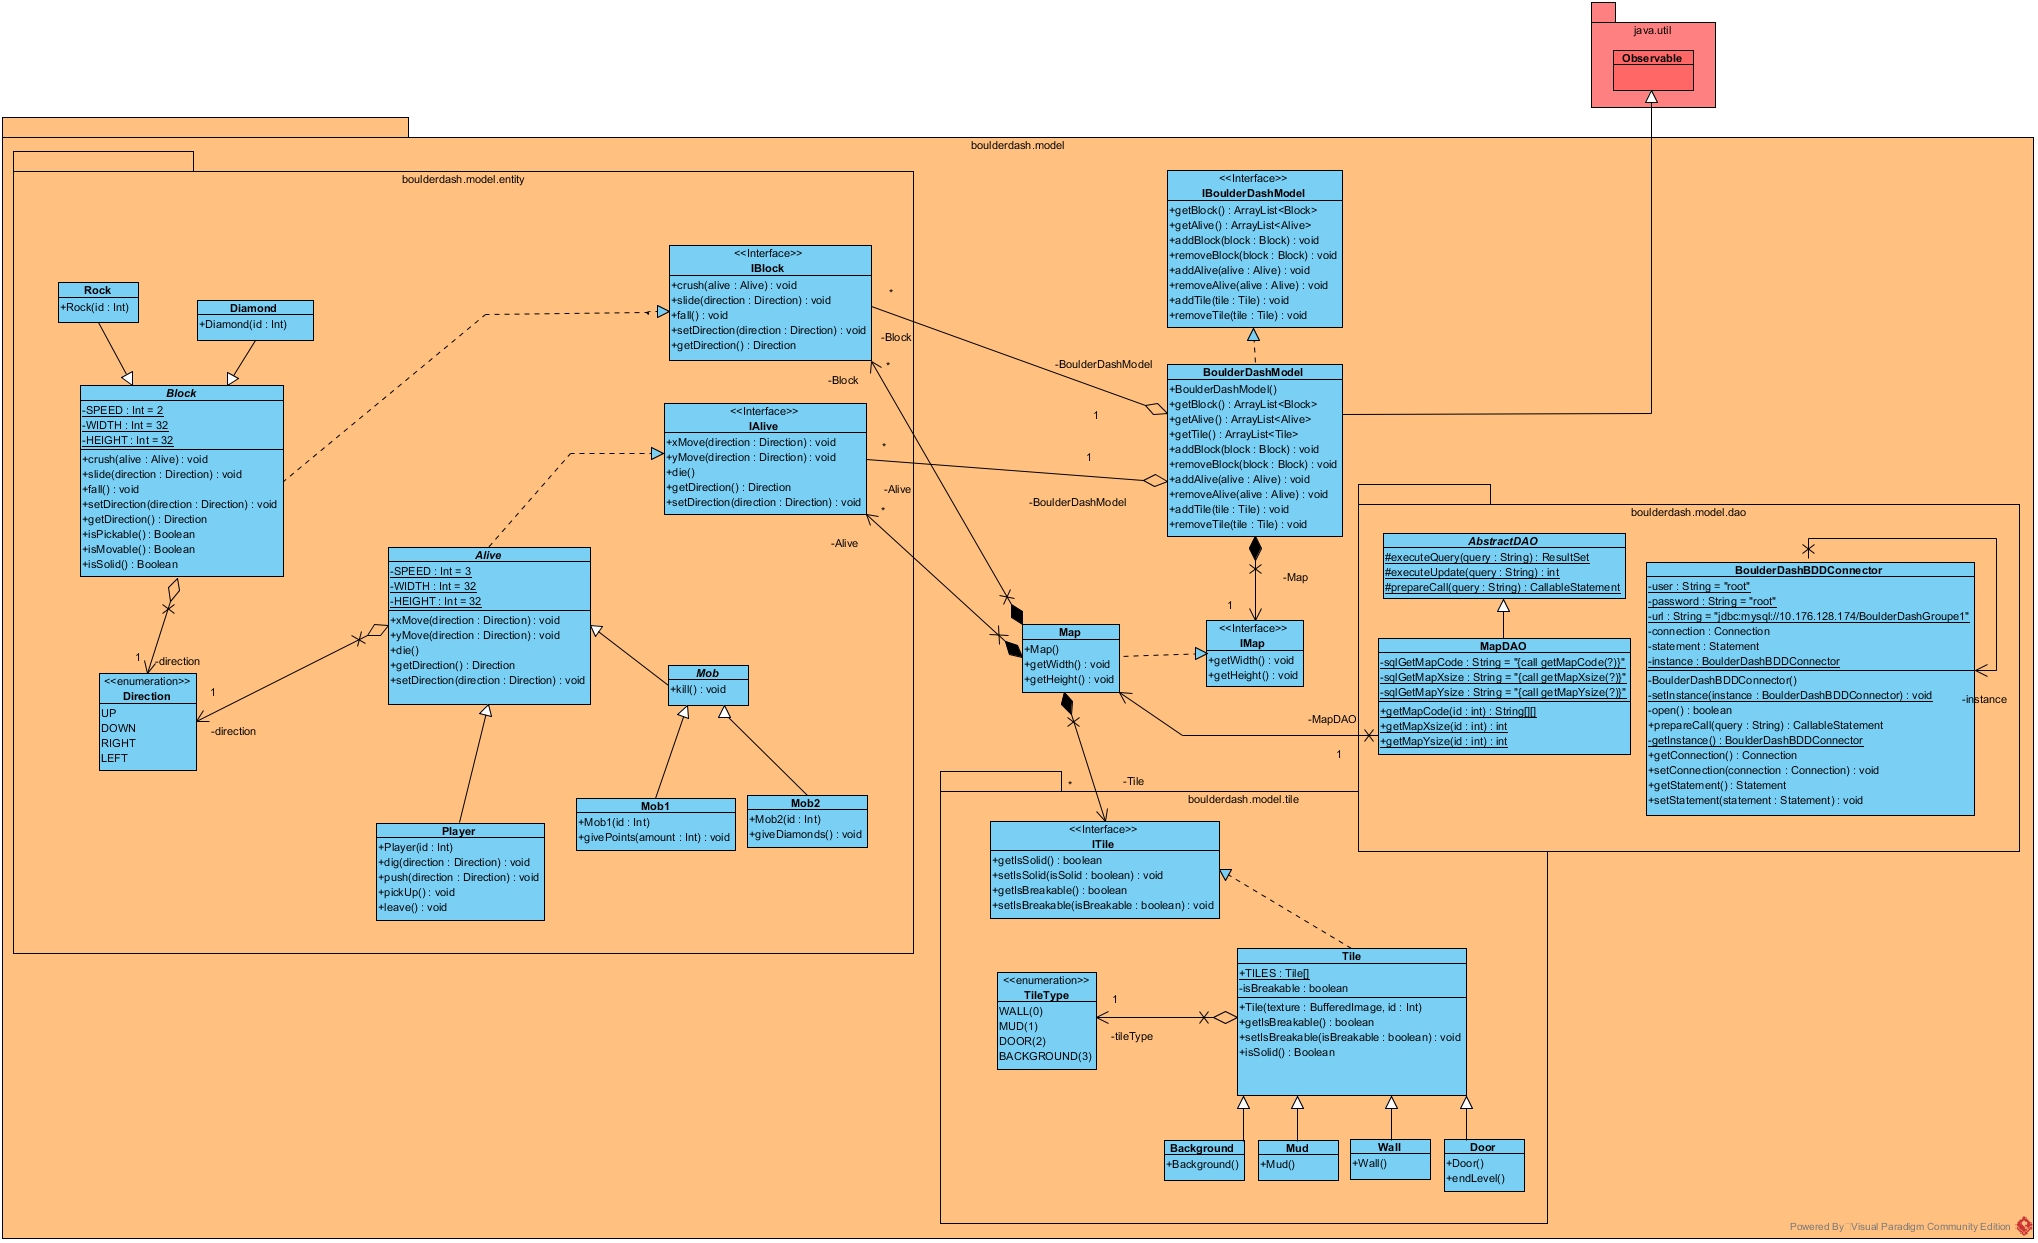 java.util
Observable
boulderdash.model
boulderdash.model.entity
Rock
+Rock(id : Int)
Diamond
+Diamond(id : Int)
Block
-SPEED : Int = 2
-WIDTH : Int = 32
-HEIGHT : Int = 32
+crush(alive : Alive) : void
+slide(direction : Direction) : void
+fall() : void
+setDirection(direction : Direction) : void
+getDirection() : Direction
+isPickable() : Boolean
+isMovable() : Boolean
+isSolid() : Boolean
1
-direction
<<enumeration>>
Direction
UP
DOWN
RIGHT
LEFT
1
-direction
<<Interface>>
IBlock
+crush(alive : Alive) : void
+slide(direction : Direction) : void
+fall() : void
+setDirection(direction : Direction) : void
+getDirection() : Direction
*
-Block
*
-Block
<<Interface>>
IAlive
+xMove(direction : Direction) : void
+yMove(direction : Direction) : void
+die()
+getDirection() : Direction
+setDirection(direction : Direction) : void
*
-Alive
*
-Alive
Alive
-SPEED : Int = 3
-WIDTH : Int = 32
-HEIGHT : Int = 32
+xMove(direction : Direction) : void
+yMove(direction : Direction) : void
+die()
+getDirection() : Direction
+setDirection(direction : Direction) : void
Mob
+kill() : void
Mob1
+Mob1(id : Int)
+givePoints(amount : Int) : void
Mob2
+Mob2(id : Int)
+giveDiamonds() : void
Player
+Player(id : Int)
+dig(direction : Direction) : void
+push(direction : Direction) : void
+pickUp() : void
+leave() : void
<<Interface>>
IBoulderDashModel
+getBlock() : ArrayList<Block>
+getAlive() : ArrayList<Alive>
+addBlock(block : Block) : void
+removeBlock(block : Block) : void
+addAlive(alive : Alive) : void
+removeAlive(alive : Alive) : void
+addTile(tile : Tile) : void
+removeTile(tile : Tile) : void
-BoulderDashModel
1
1
-BoulderDashModel
BoulderDashModel
+BoulderDashModel()
+getBlock() : ArrayList<Block>
+getAlive() : ArrayList<Alive>
+getTile() : ArrayList<Tile>
+addBlock(block : Block) : void
+removeBlock(block : Block) : void
+addAlive(alive : Alive) : void
+removeAlive(alive : Alive) : void
+addTile(tile : Tile) : void
+removeTile(tile : Tile) : void
-Map
1
<<Interface>>
IMap
+getWidth() : void
+getHeight() : void
Map
+Map()
+getWidth() : void
+getHeight() : void
-MapDAO
1
*
-Tile
boulderdash.model.dao
AbstractDAO
#executeQuery(query : String) : ResultSet
#executeUpdate(query : String) : int
#prepareCall(query : String) : CallableStatement
MapDAO
-sqlGetMapCode : String = "{call getMapCode(?)}"
-sqlGetMapXsize : String = "{call getMapXsize(?)}"
-sqlGetMapYsize : String = "{call getMapYsize(?)}"
+getMapCode(id : int) : String[][]
+getMapXsize(id : int) : int
+getMapYsize(id : int) : int
BoulderDashBDDConnector
-user : String = "root"
-password : String = "root"
-url : String = "jdbc:mysql://10.176.128.174/BoulderDashGroupe1"
-connection : Connection
-statement : Statement
-instance : BoulderDashBDDConnector
-BoulderDashBDDConnector()
-setInstance(instance : BoulderDashBDDConnector) : void
-open() : boolean
+prepareCall(query : String) : CallableStatement
-getInstance() : BoulderDashBDDConnector
+getConnection() : Connection
+setConnection(connection : Connection) : void
+getStatement() : Statement
+setStatement(statement : Statement) : void
-instance
boulderdash.model.tile
<<Interface>>
ITile
+getIsSolid() : boolean
+setIsSolid(isSolid : boolean) : void
+getIsBreakable() : boolean
+setIsBreakable(isBreakable : boolean) : void
<<enumeration>>
TileType
WALL(0)
MUD(1)
DOOR(2)
BACKGROUND(3)
1
-tileType
Tile
+TILES : Tile[]
-isBreakable : boolean
+Tile(texture : BufferedImage, id : Int)
+getIsBreakable() : boolean
+setIsBreakable(isBreakable : boolean) : void
+isSolid() : Boolean
Background
+Background()
Mud
+Mud()
Wall
+Wall()
Door
+Door()
+endLevel()
Powered By Visual Paradigm Community Edition